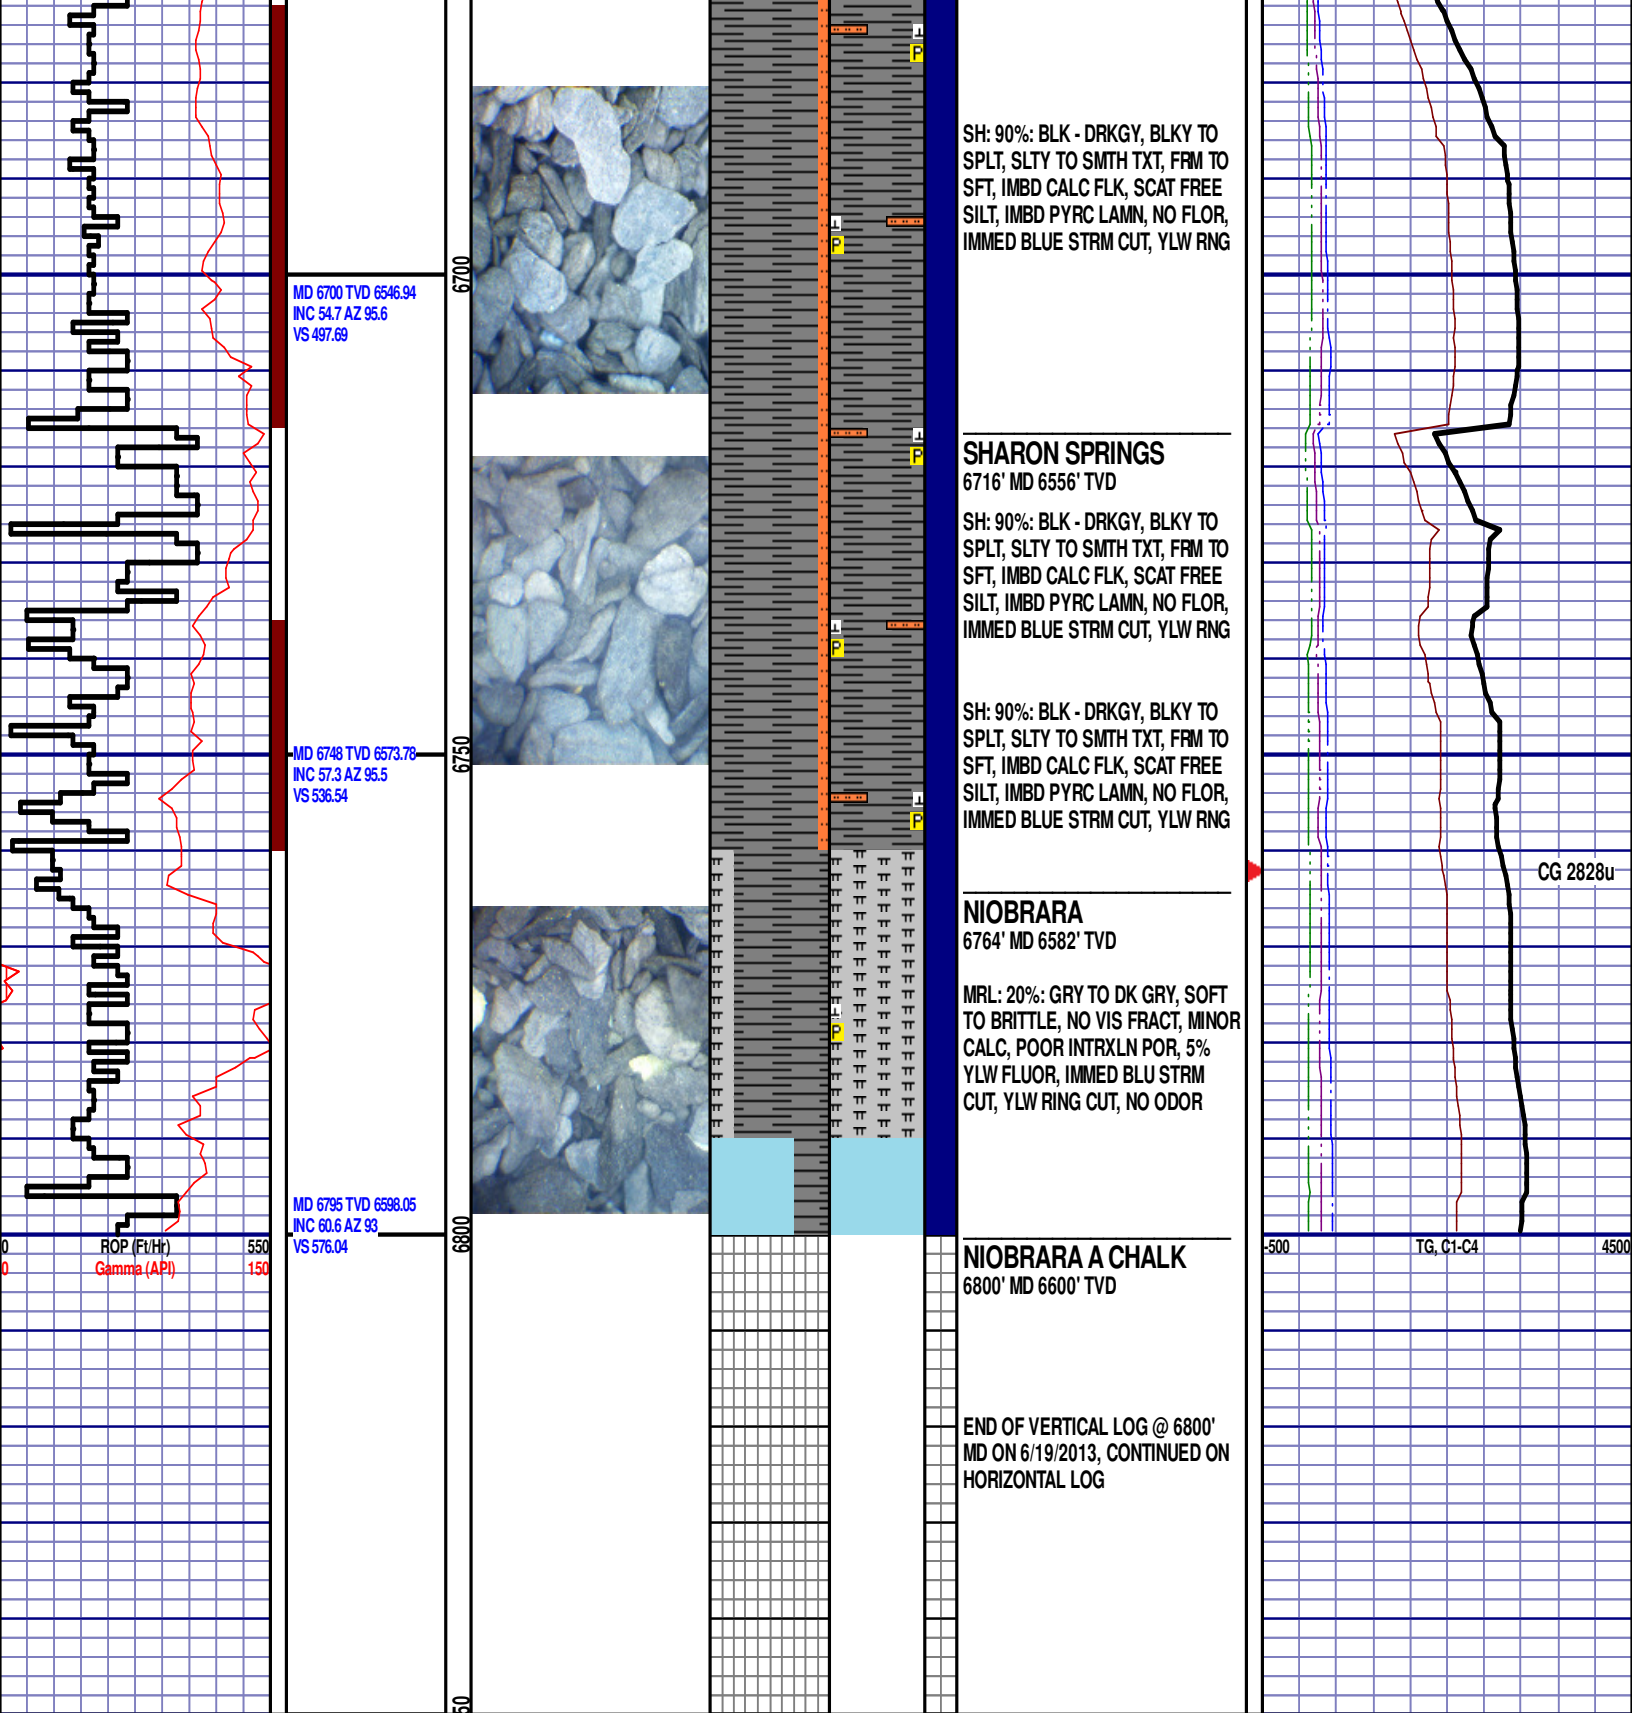 SH: 90%: BLK - DRKGY, BLKY TO
SPLT, SLTY TO SMTH TXT, FRM TO
SFT, IMBD CALC FLK, SCAT FREE
SILT, IMBD PYRC LAMN, NO FLOR,
IMMED BLUE STRM CUT, YLW RNG
P
P
6700
MD 6700 TVD 6546.94
INC 54.7 AZ 95.6
VS 497.69
P
SHARON SPRINGS
6716' MD 6556' TVD
SH: 90%: BLK - DRKGY, BLKY TO
SPLT, SLTY TO SMTH TXT, FRM TO
SFT, IMBD CALC FLK, SCAT FREE
SILT, IMBD PYRC LAMN, NO FLOR,
IMMED BLUE STRM CUT, YLW RNG
P
SH: 90%: BLK - DRKGY, BLKY TO
SPLT, SLTY TO SMTH TXT, FRM TO
SFT, IMBD CALC FLK, SCAT FREE
SILT, IMBD PYRC LAMN, NO FLOR,
IMMED BLUE STRM CUT, YLW RNG
6750
MD 6748 TVD 6573.78
INC 57.3 AZ 95.5
VS 536.54
P
CG 2828u
NIOBRARA
6764' MD 6582' TVD
MRL: 20%: GRY TO DK GRY, SOFT
TO BRITTLE, NO VIS FRACT, MINOR
CALC, POOR INTRXLN POR, 5%
YLW FLUOR, IMMED BLU STRM
CUT, YLW RING CUT, NO ODOR
P
MD 6795 TVD 6598.05
INC 60.6 AZ 93
VS 576.04
6800
0 ROP (Ft/Hr) 550
0 Gamma (API) 150
-500 TG, C1-C4 4500
NIOBRARA A CHALK
6800' MD 6600' TVD
END OF VERTICAL LOG @ 6800'
MD ON 6/19/2013, CONTINUED ON
HORIZONTAL LOG